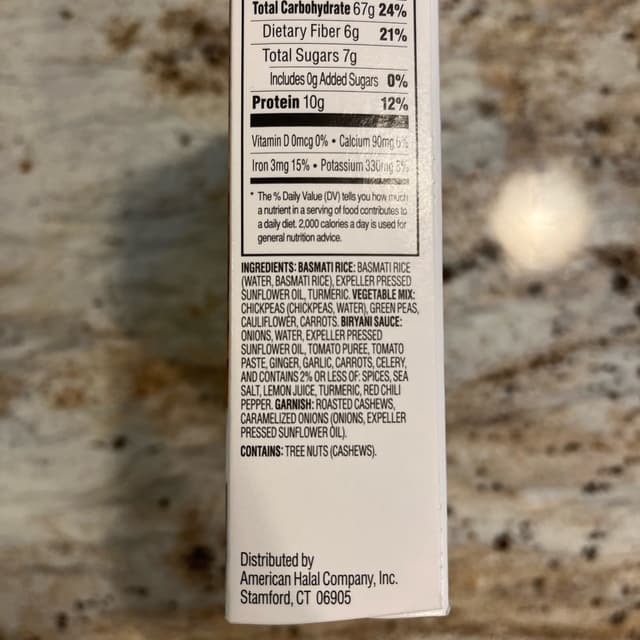 Total Carbohydrate 67g 24%
Dietary Fiber 6g 21%
Total Sugars 7g
Includes 0g Added Sugars 0%
Protein 10g 12%
Vitamin D 0mcg 0% • Calcium 90mg 6%
Iron 3mg 15% • Potassium 330mg 8%
* The % Daily Value (DV) tells you how much
a nutrient in a serving of food contributes to
a daily diet. 2,000 calories a day is used for
general nutrition advice.
INGREDIENTS: BASMATI RICE: BASMATI RICE
(WATER, BASMATI RICE), EXPELLER PRESSED
SUNFLOWER OIL, TURMERIC. VEGETABLE MIX:
CHICKPEAS (CHICKPEAS, WATER), GREEN PEAS,
CAULIFLOWER, CARROTS. BIRYANI SAUCE:
ONIONS, WATER, EXPELLER PRESSED
SUNFLOWER OIL, TOMATO PUREE, TOMATO
PASTE, GINGER, GARLIC, CARROTS, CELERY,
AND CONTAINS 2% OR LESS OF: SPICES, SEA
SALT, LEMON JUICE, TURMERIC, RED CHILI
PEPPER. GARNISH: ROASTED CASHEWS,
CARAMELIZED ONIONS (ONIONS, EXPELLER
PRESSED SUNFLOWER OIL).
CONTAINS: TREE NUTS (CASHEWS).
Distributed by
American Halal Company, Inc.
Stamford, CT 06905